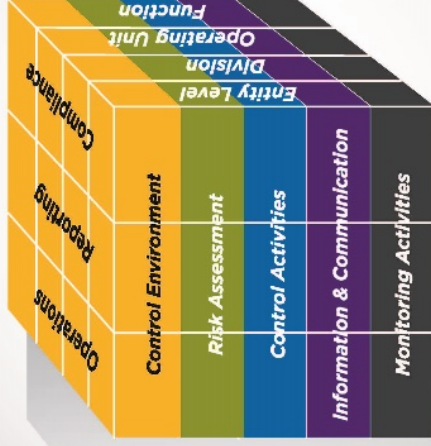 Operations
Reporting
Compliance
Control Environment
Risk Assessment
Control Activities
Information & Communication
Monitoring Activities
Entity Level
Division
Operating Unit
Function